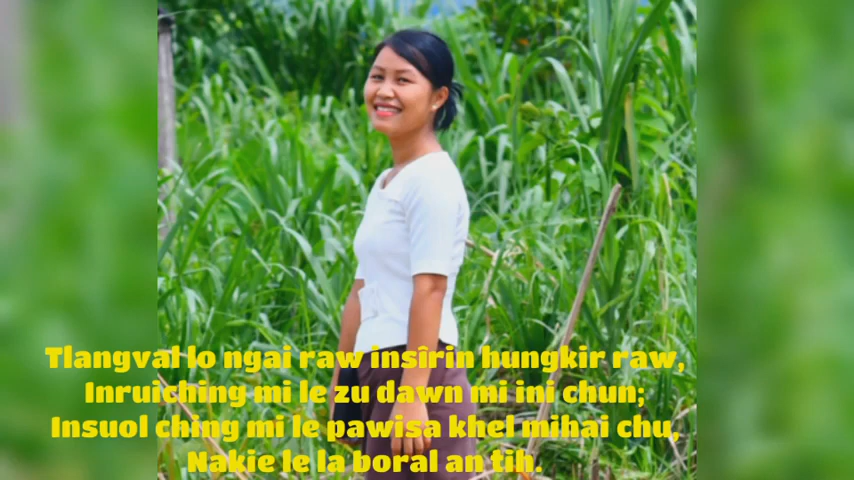 Tlangval lo ngai raw insîrin hungkir raw,
Inruiching mi le zu dawn mi ini chun;
Insuol ching mi le pawisa khel mihai chu,
Nakie le la boral an tih.